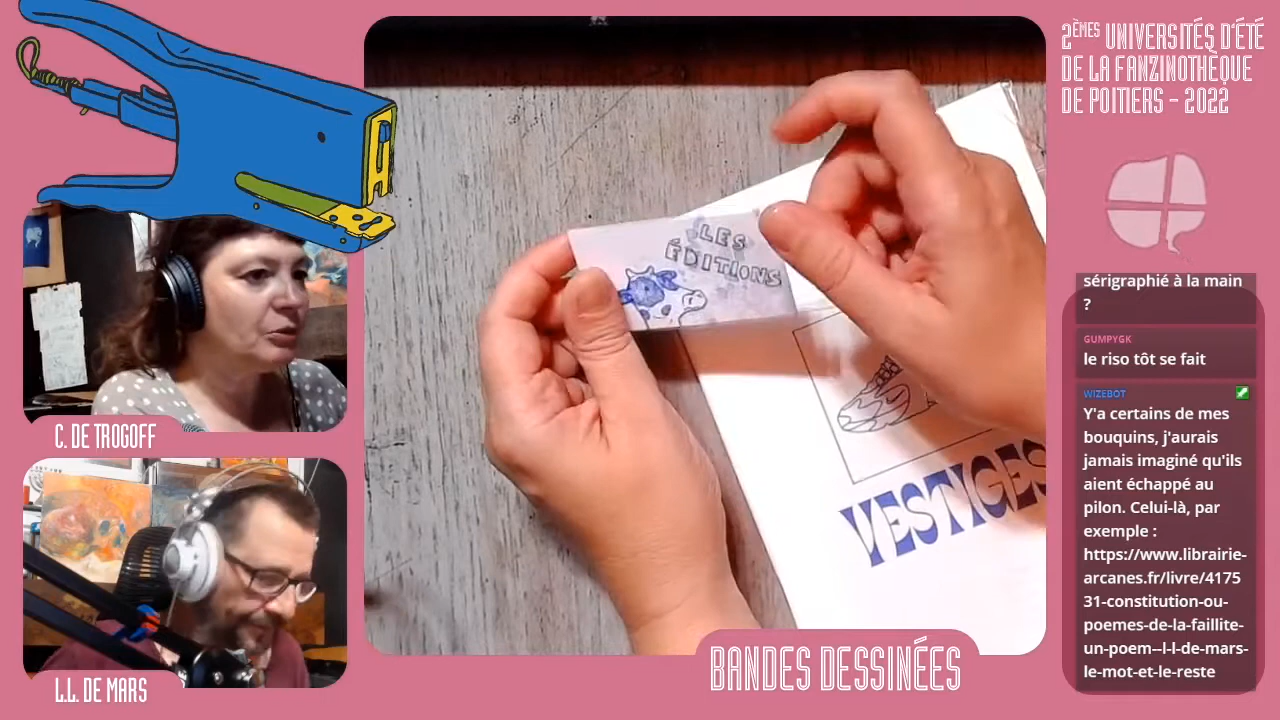 2ÈMES UNIVERSITÉS D'ÉTÉ
DE LA FANZINOTHÈQUE
DE POITIERS - 2022
LES
ÉDITIONS
VESTIGES
C. DE TROGOFF
L.L. DE MARS
BANDES DESSINÉES
sérigraphié à la main
?
GUMPYGK
le riso tôt se fait
WIZEBOT
Y'a certains de mes
bouquins, j'aurais
jamais imaginé qu'ils
aient échappé au
pilon. Celui-là, par
exemple :
https://www.librairie-
arcanes.fr/livre/4175
31-constitution-ou-
poemes-de-la-faillite-
un-poem--l-l-de-mars-
le-mot-et-le-reste